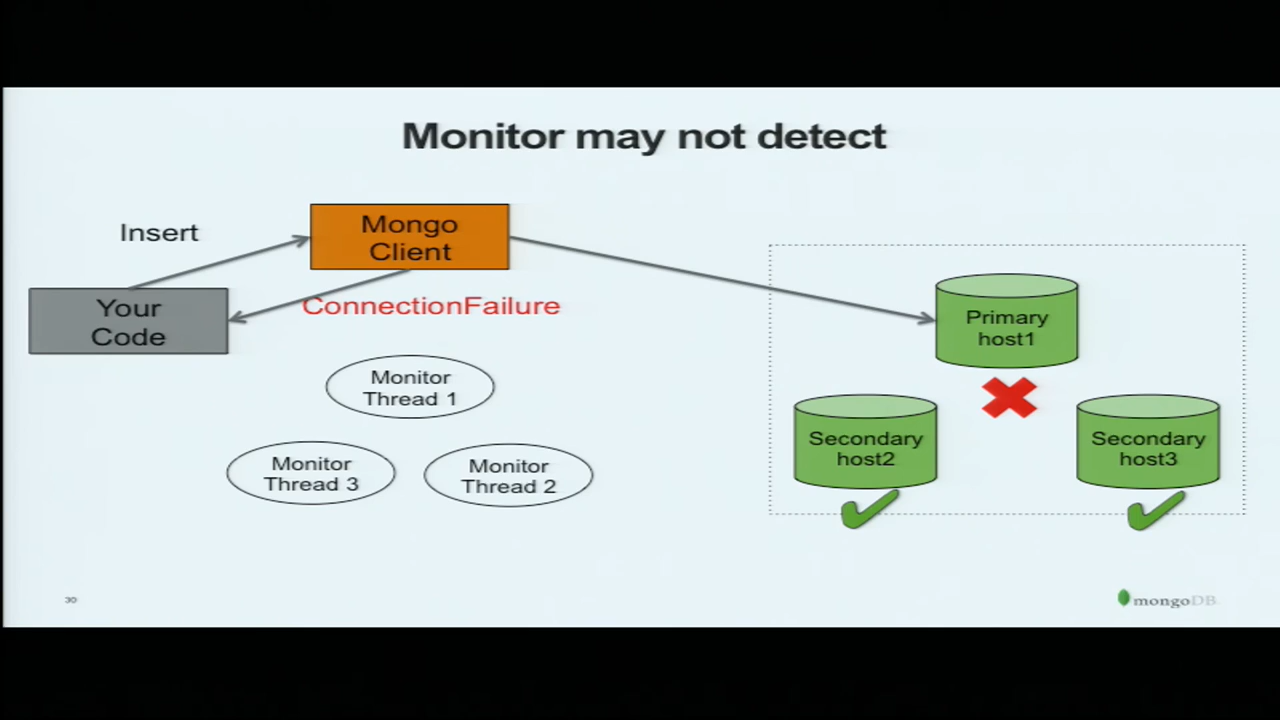 Monitor may not detect
Insert
Mongo
Client
Your
Code
ConnectionFailure
Primary
host1
Monitor
Thread 1
Secondary
host2
Secondary
host3
Monitor
Thread 3
Monitor
Thread 2
30
mongoDB